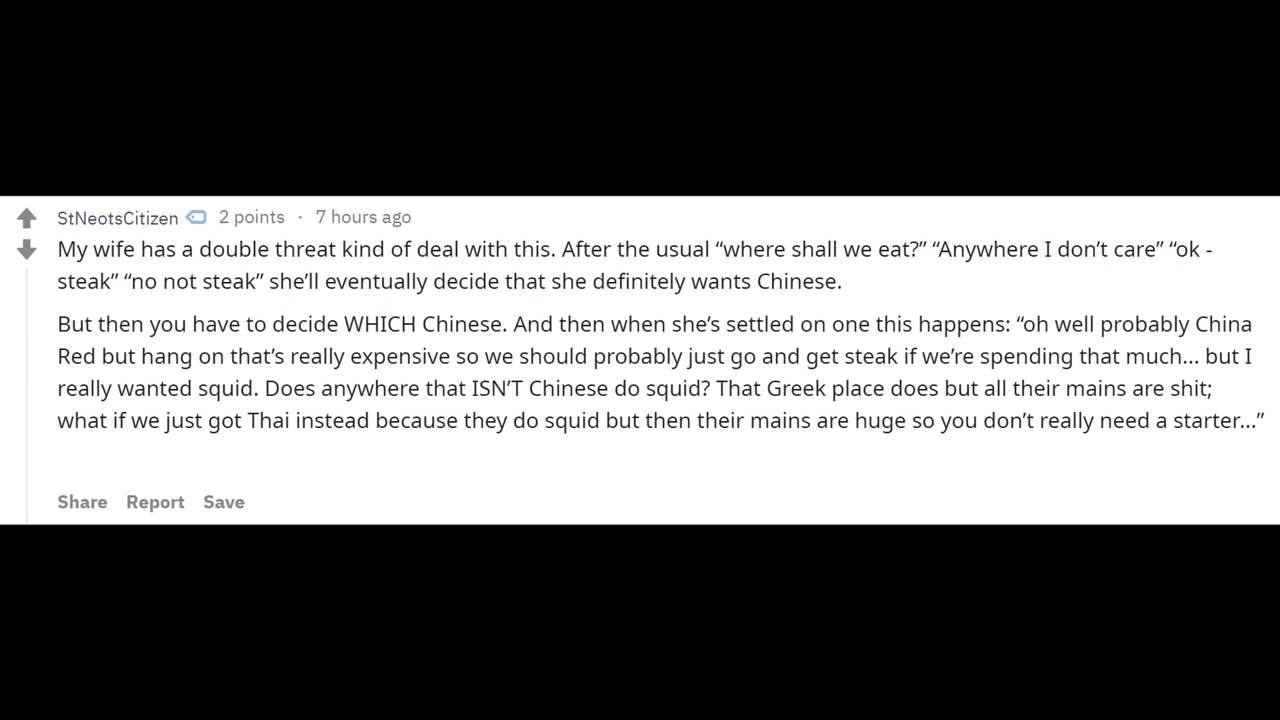 StNeotsCitizen 2 points · 7 hours ago
My wife has a double threat kind of deal with this. After the usual “where shall we eat?” “Anywhere I don’t care” “ok -
steak” “no not steak” she’ll eventually decide that she definitely wants Chinese.
But then you have to decide WHICH Chinese. And then when she’s settled on one this happens: “oh well probably China
Red but hang on that’s really expensive so we should probably just go and get steak if we’re spending that much... but I
really wanted squid. Does anywhere that ISN’T Chinese do squid? That Greek place does but all their mains are shit;
what if we just got Thai instead because they do squid but then their mains are huge so you don’t really need a starter...”
Share Report Save